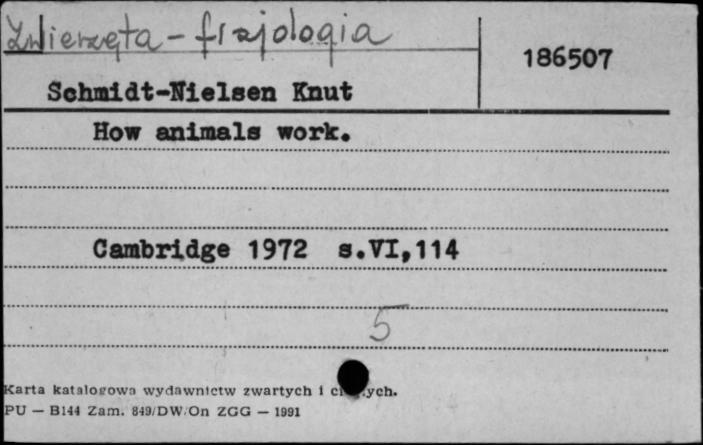 Zwierzęta - fizjologia
186507
Schmidt-Nielsen Knut
How animals work.
Cambridge 1972 s.VI,114
5
Karta katalogowa wydawnictw zwartych i
PU — B144 Zam. 849/DW/On ZGG — 1991